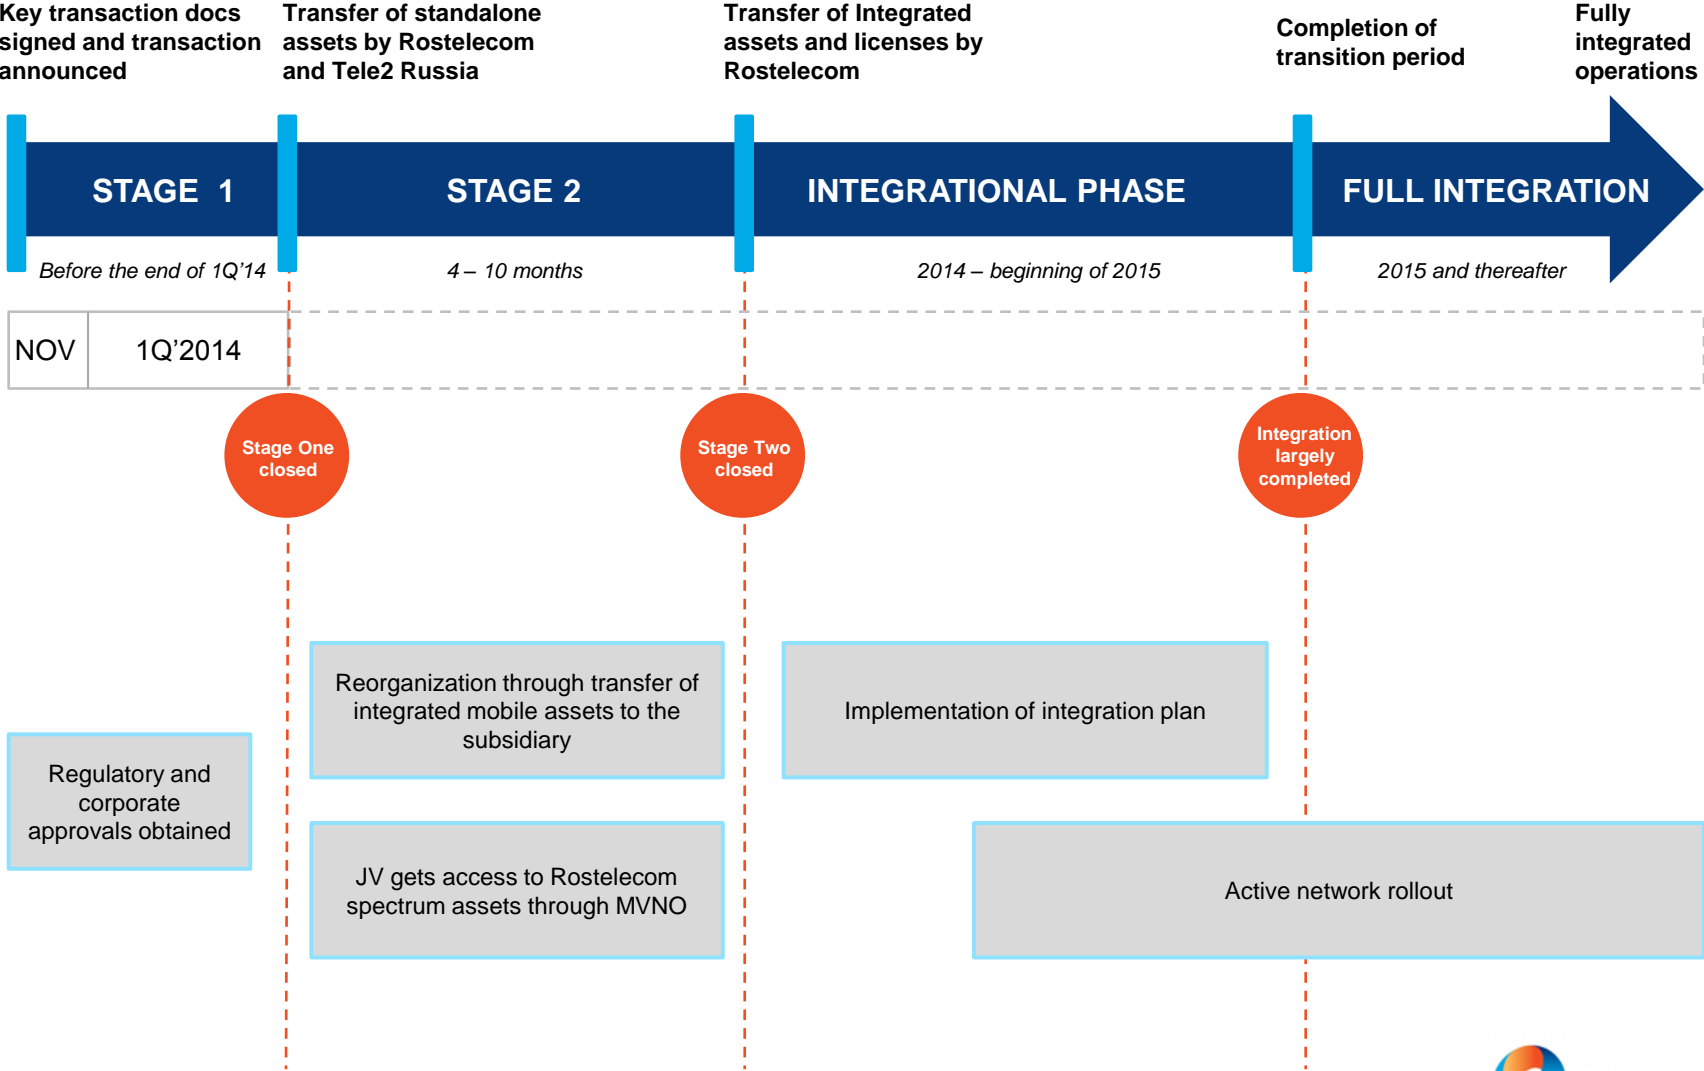 Key transaction docs
signed and transaction
announced
Transfer of standalone
assets by Rostelecom
and Tele2 Russia
Transfer of Integrated
assets and licenses by
Rostelecom
Completion of
transition period
Fully
integrated
operations
STAGE 1
STAGE 2
INTEGRATIONAL PHASE
FULL INTEGRATION
Before the end of 1Q'14
4 – 10 months
2014 – beginning of 2015
2015 and thereafter
NOV
1Q'2014
Stage One
closed
Stage Two
closed
Integration
largely
completed
Regulatory and
corporate
approvals obtained
Reorganization through transfer of
integrated mobile assets to the
subsidiary
Implementation of integration plan
JV gets access to Rostelecom
spectrum assets through MVNO
Active network rollout